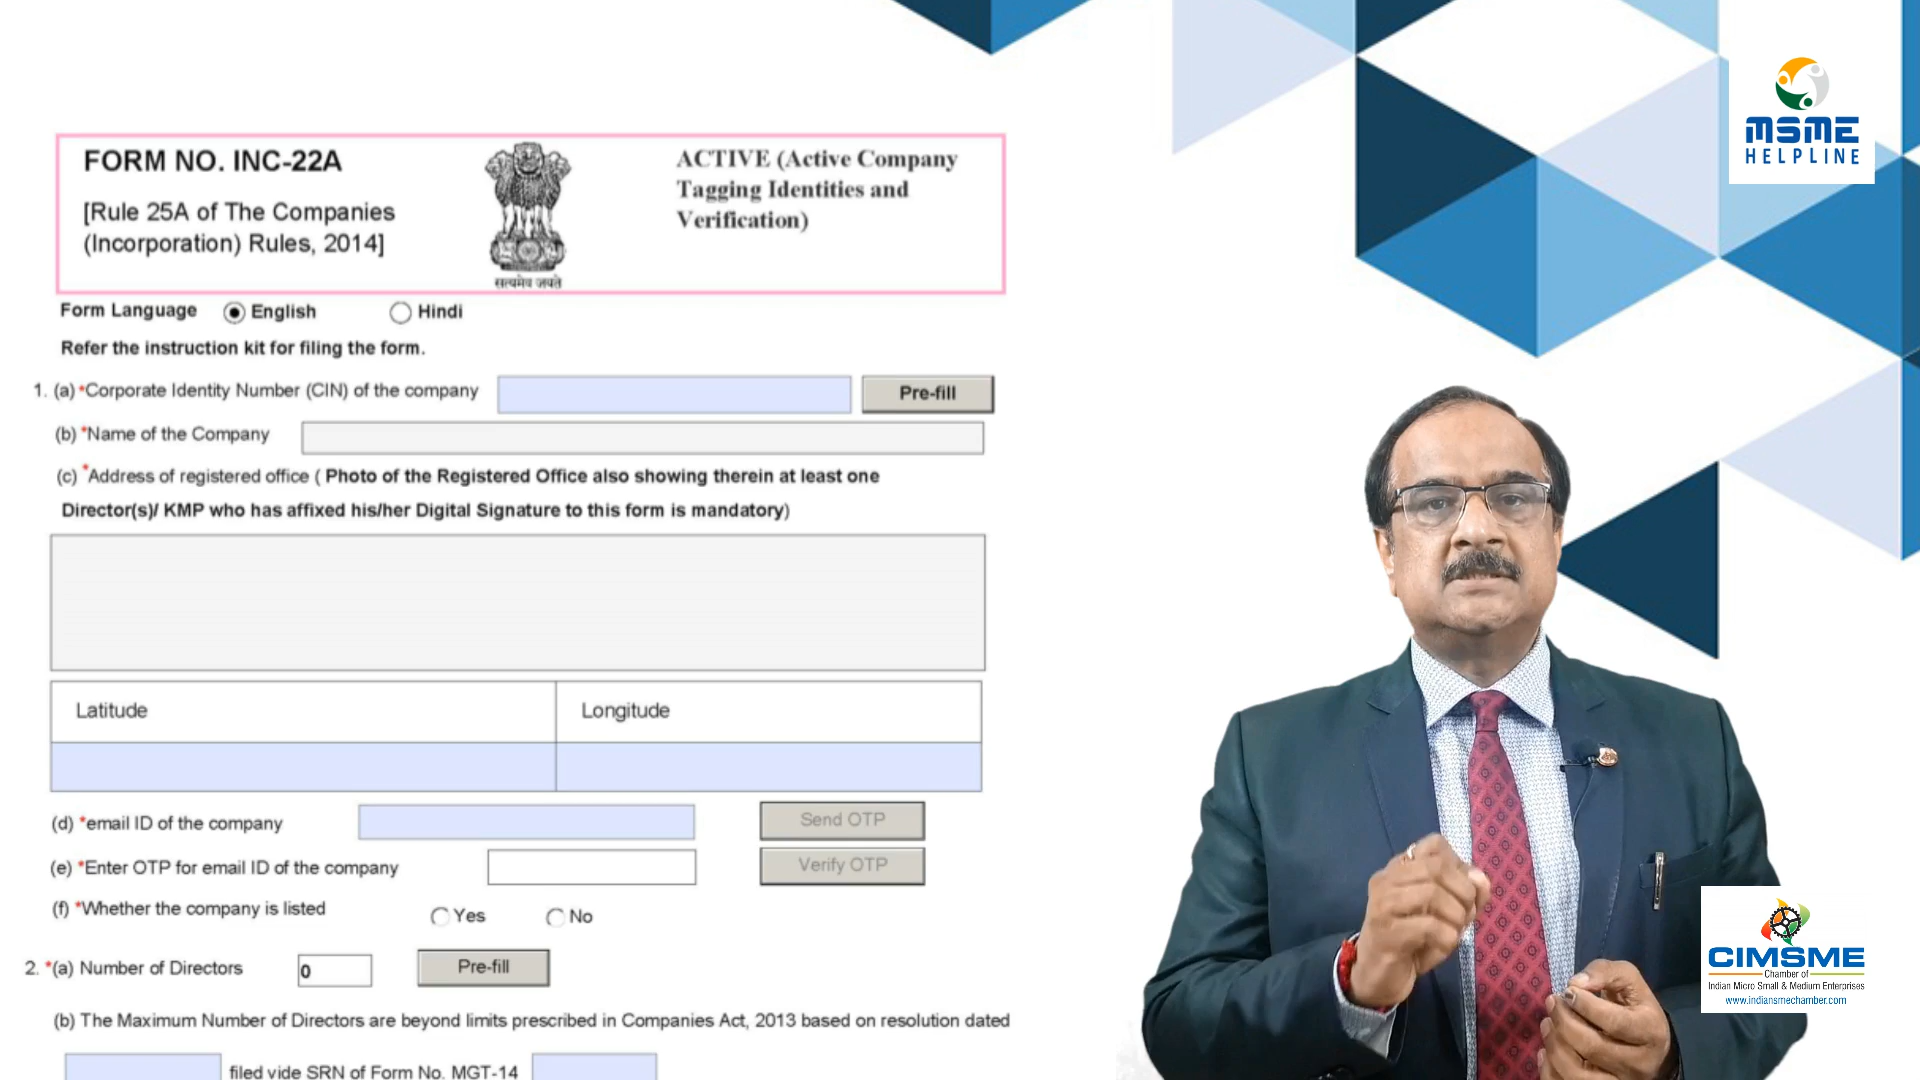 FORM NO. INC-22A
[Rule 25A of The Companies
(Incorporation) Rules, 2014]
सत्यमेव जयते
ACTIVE (Active Company
Tagging Identities and
Verification)
MSME
HELPLINE
Form Language English Hindi
Refer the instruction kit for filing the form.
1. (a) *Corporate Identity Number (CIN) of the company Pre-fill
(b) *Name of the Company
(c) *Address of registered office ( Photo of the Registered Office also showing therein at least one
Director(s)/ KMP who has affixed his/her Digital Signature to this form is mandatory)
Latitude Longitude
(d) *email ID of the company Send OTP
(e) *Enter OTP for email ID of the company Verify OTP
(f) *Whether the company is listed Yes No
2. *(a) Number of Directors 0 Pre-fill
(b) The Maximum Number of Directors are beyond limits prescribed in Companies Act, 2013 based on resolution dated
filed vide SRN of Form No. MGT-14
CIMSME
Chamber of
Indian Micro Small & Medium Enterprises
www.indiansmechamber.com